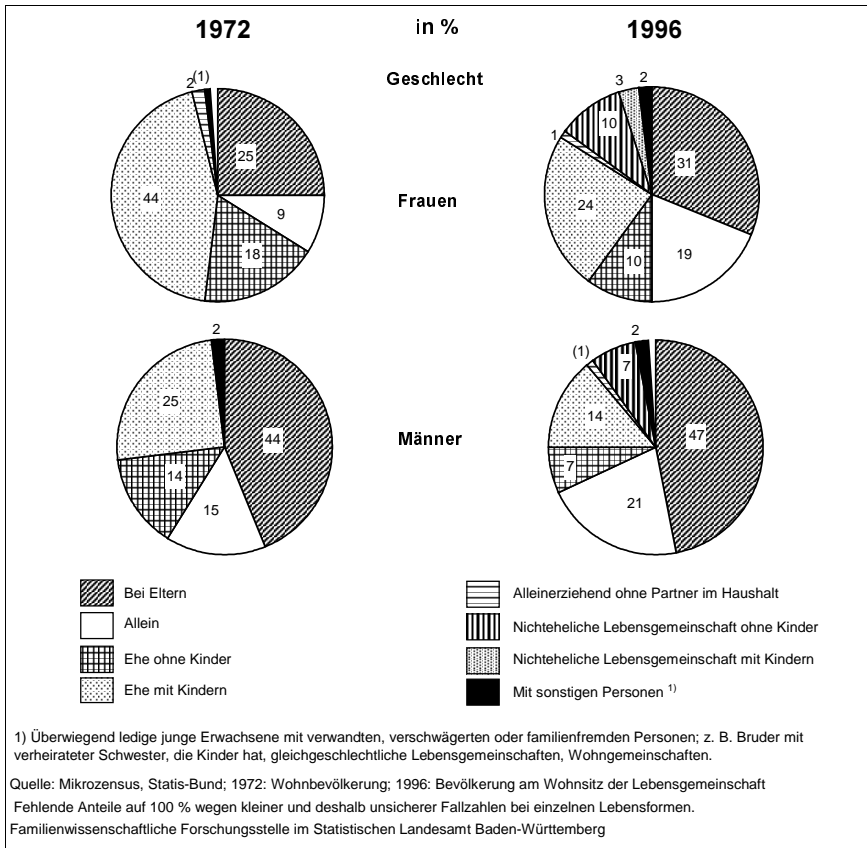 1972 in % 1996
Geschlecht
2 (1)
25
44
9
18
Frauen
3 2
10
1
31
24
10
19
2
25
44
14
15
Männer
2
(1)
7
14
47
7
21
Bei Eltern
Allein
Ehe ohne Kinder
Ehe mit Kindern
Alleinerziehend ohne Partner im Haushalt
Nichteheliche Lebensgemeinschaft ohne Kinder
Nichteheliche Lebensgemeinschaft mit Kindern
Mit sonstigen Personen 1)
1) Überwiegend ledige junge Erwachsene mit verwandten, verschwägerten oder familienfremden Personen; z. B. Bruder mit
verheirateter Schwester, die Kinder hat, gleichgeschlechtliche Lebensgemeinschaften, Wohngemeinschaften.
Quelle: Mikrozensus, Statis-Bund; 1972: Wohnbevölkerung; 1996: Bevölkerung am Wohnsitz der Lebensgemeinschaft
Fehlende Anteile auf 100 % wegen kleiner und deshalb unsicherer Fallzahlen bei einzelnen Lebensformen.
Familienwissenschaftliche Forschungsstelle im Statistischen Landesamt Baden-Württemberg